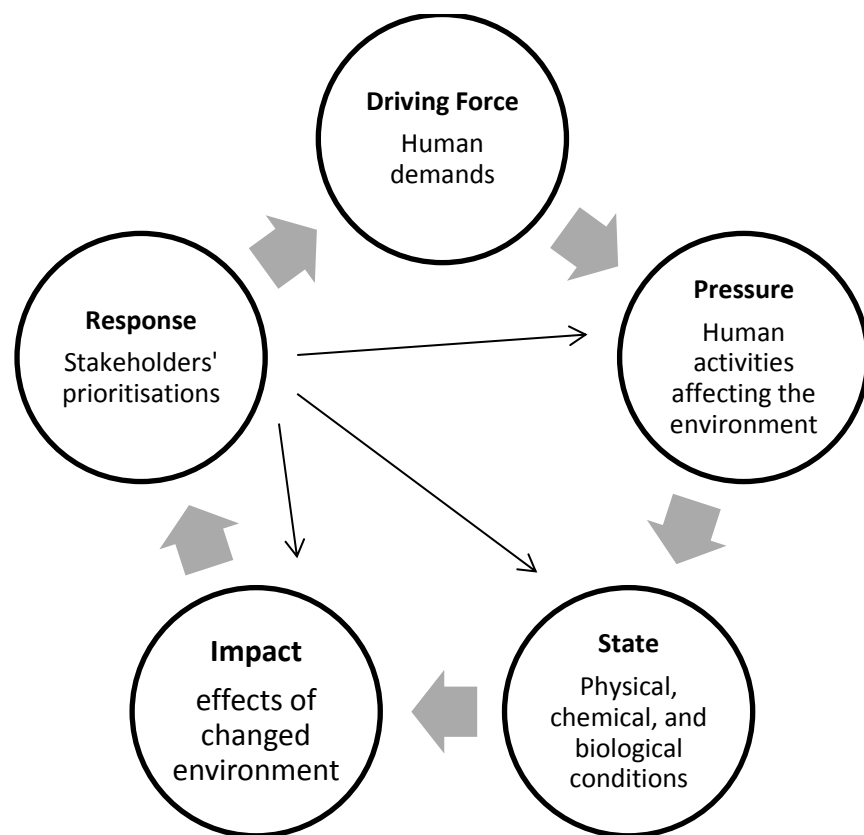 Driving Force
Human
demands
Pressure
Human
activities
affecting the
environment
State
Physical,
chemical, and
biological
conditions
Impact
effects of
changed
environment
Response
Stakeholders'
prioritisations